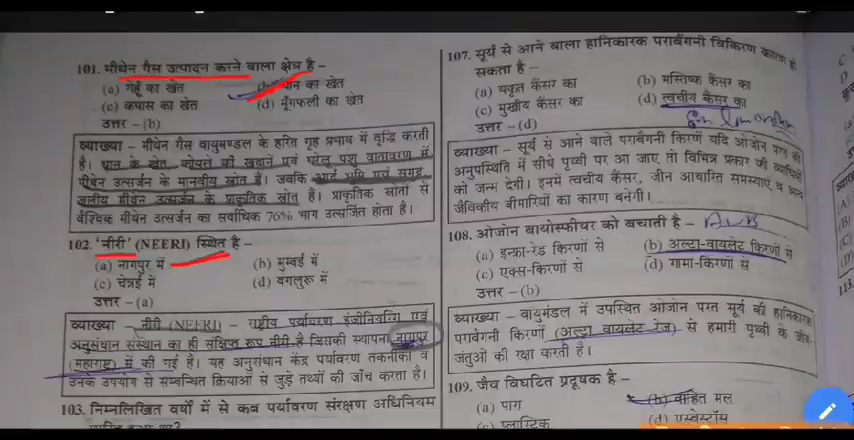 101. मीथेन गैस उत्पादन करने वाला क्षेत्र है –
(a) गेहूँ का खेत (b) धान का खेत
(c) कपास का खेत (d) मूँगफली का खेत
उत्तर – (b)
व्याख्या – मीथेन गैस वायुमण्डल के हरित गृह प्रभाव में वृद्धि करती
है। धान के खेत, कोयले की खदानें एवं घरेलू पशु वातावरण में
मीथेन उत्सर्जन के मानवीय स्रोत हैं। जबकि आर्द्र भूमि एवं समुद्र
मीथेन उत्सर्जन के प्राकृतिक स्रोत हैं। प्राकृतिक स्रोतों से
वैश्विक मीथेन उत्सर्जन का सर्वाधिक 76% भाग उत्सर्जित होता है।
102. 'नीरी' (NEERI) स्थित है –
(a) नागपुर में (b) मुम्बई में
(c) चेन्नई में (d) बंगलुरू में
उत्तर – (a)
व्याख्या – नीरी (NEERI) – राष्ट्रीय पर्यावरण इंजीनियरिंग एवं
अनुसंधान संस्थान का ही संक्षिप्त रूप नीरी है जिसकी स्थापना नागपुर
(महाराष्ट्र) में की गई है। यह अनुसंधान केंद्र पर्यावरण तकनीकी व
उनके उपयोग से सम्बन्धित क्रियाओं से जुड़े तथ्यों की जाँच करता है।
103. निम्नलिखित वर्षों में से कब पर्यावरण संरक्षण अधिनियम
107. सूर्य से आने वाला हानिकारक पराबैंगनी विकिरण कारण हो
सकता है –
(a) यकृत कैंसर का (b) मस्तिष्क कैंसर का
(c) मुखीय कैंसर का (d) त्वचीय कैंसर का
उत्तर – (d)
व्याख्या – सूर्य से आने वाले पराबैंगनी किरणें यदि ओजोन परत की
अनुपस्थिति में सीधे पृथ्वी पर आ जाए तो विभिन्न प्रकार की व्याधियों
को जन्म देगी। इनमें त्वचीय कैंसर, जीन आधारित समस्याएं, व अन्य
जैविकीय बीमारियों का कारण बनेगी।
108. ओजोन बायोस्फीयर को बचाती है –
(a) इन्फ्रा-रेड किरणों से (b) अल्ट्रा-वायलेट किरणों से
(c) एक्स-किरणों से (d) गामा-किरणों से
उत्तर – (b)
व्याख्या – वायुमंडल में उपस्थित ओजोन परत सूर्य की हानिकारक
पराबैगनी किरणों (अल्ट्रा वायलेट रेज) से हमारी पृथ्वी के जीव-
जंतुओं की रक्षा करती है।
109. जैव विघटित प्रदूषक है –
(a) पारा (b) वाहित मल
(c) प्लास्टिक (d) एस्बेस्टॉस